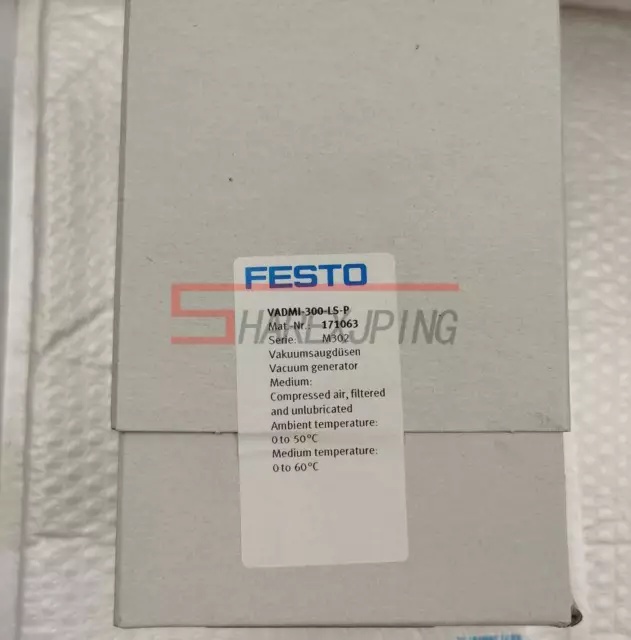 FESTO
VADMI-300-LS-P
Mat.-Nr.: 171063
Serie: M302
Vakuumsaugdüsen
Vacuum generator
Medium:
Compressed air, filtered
and unlubricated
Ambient temperature:
0 to 50°C
Medium temperature:
0 to 60°C
SHAREXJPING